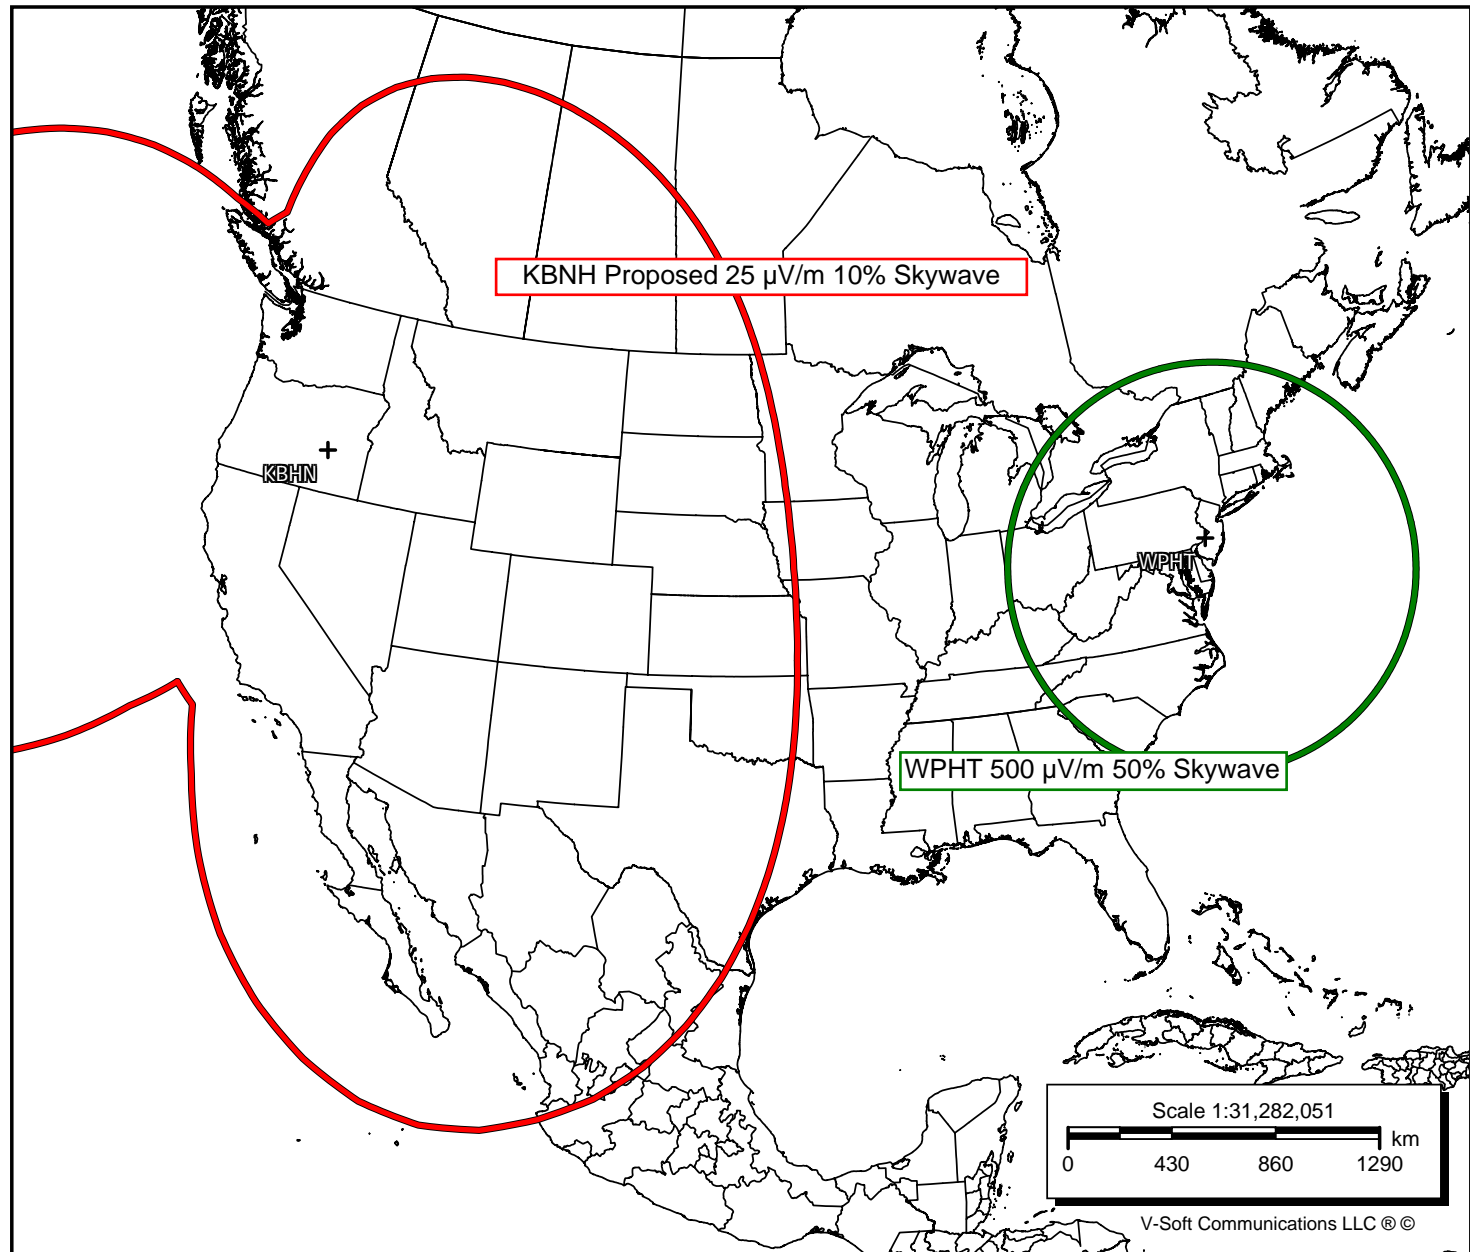 KBNH Proposed 25 µV/m 10% Skywave
KBHN
WPHT
WPHT 500 µV/m 50% Skywave
Scale 1:31,282,051
km
0 430 860 1290
V-Soft Communications LLC ® ©